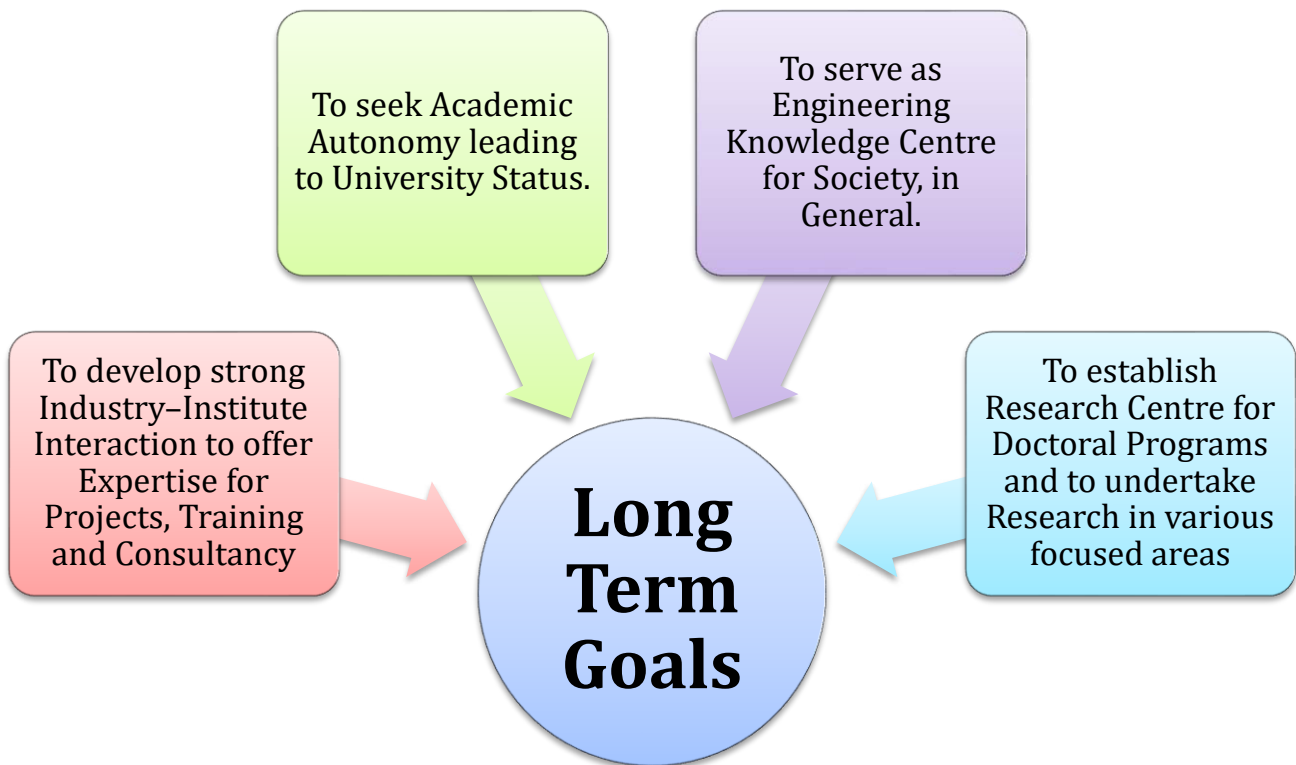 To seek Academic
Autonomy leading
to University Status.
To serve as
Engineering
Knowledge Centre
for Society, in
General.
To develop strong
Industry–Institute
Interaction to offer
Expertise for
Projects, Training
and Consultancy
To establish
Research Centre for
Doctoral Programs
and to undertake
Research in various
focused areas
Long
Term
Goals